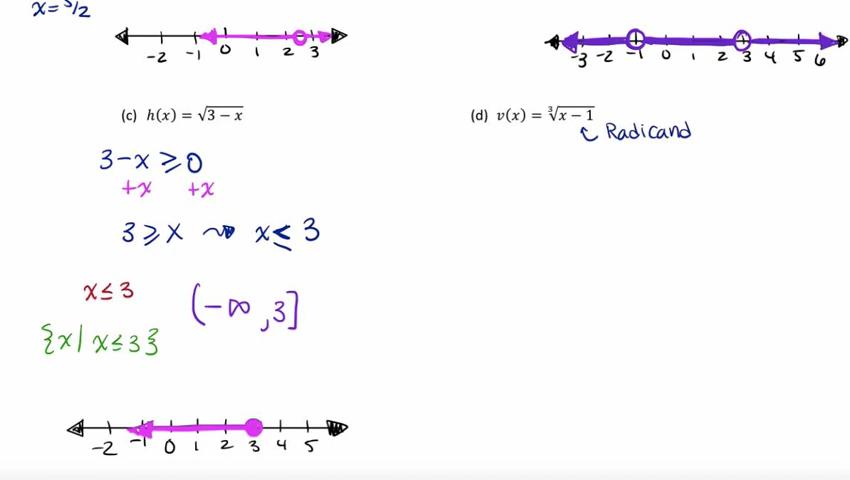 x = 5/2
-2 -1 0 1 2 3
-3 -2 -1 0 1 2 3 4 5 6
(c) h(x) = √(3 − x)
(d) v(x) = ∛(x − 1)
Radicand
3 - x ≥ 0
+x +x
3 ≥ x ⇝ x ≤ 3
x ≤ 3
(-∞, 3]
{x | x ≤ 3}
-2 -1 0 1 2 3 4 5